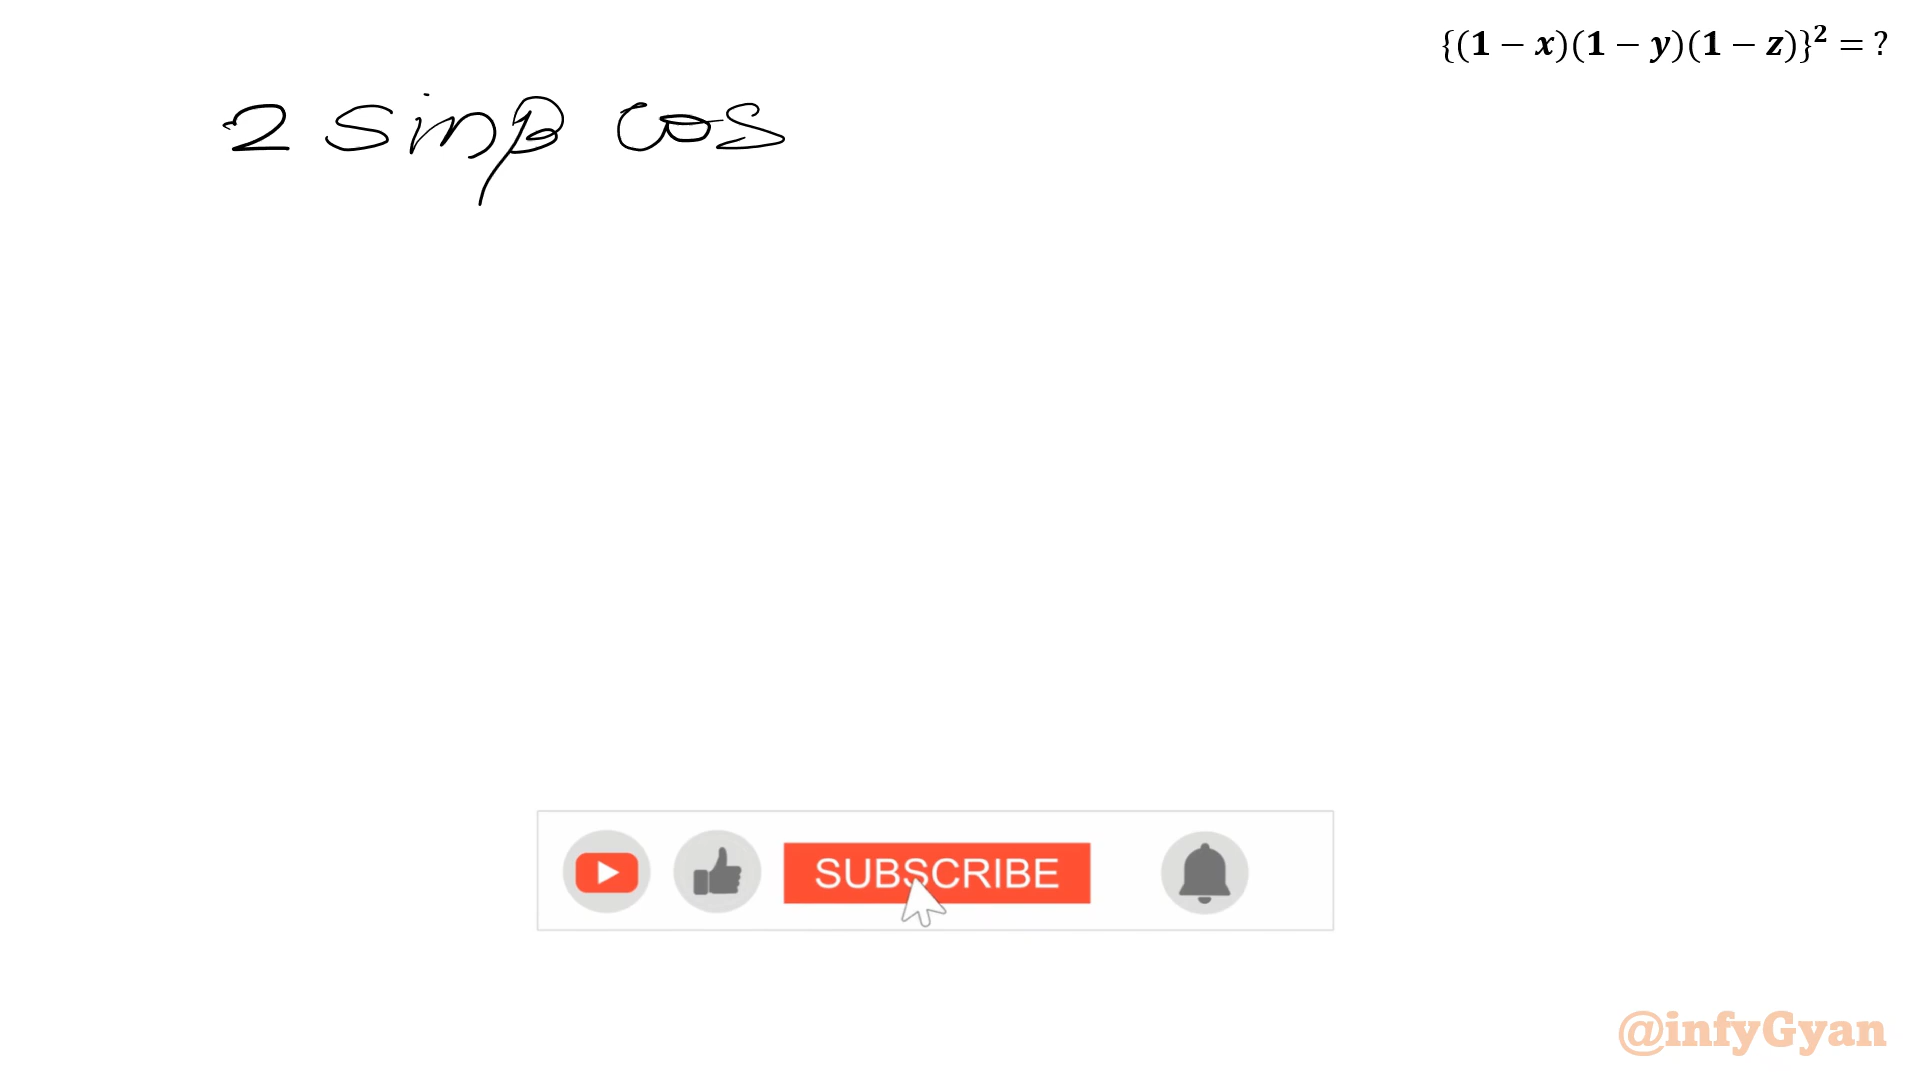 {(1 − x)(1 − y)(1 − z)}² = ?
2 sinβ cos
SUBSCRIBE
@infyGyan